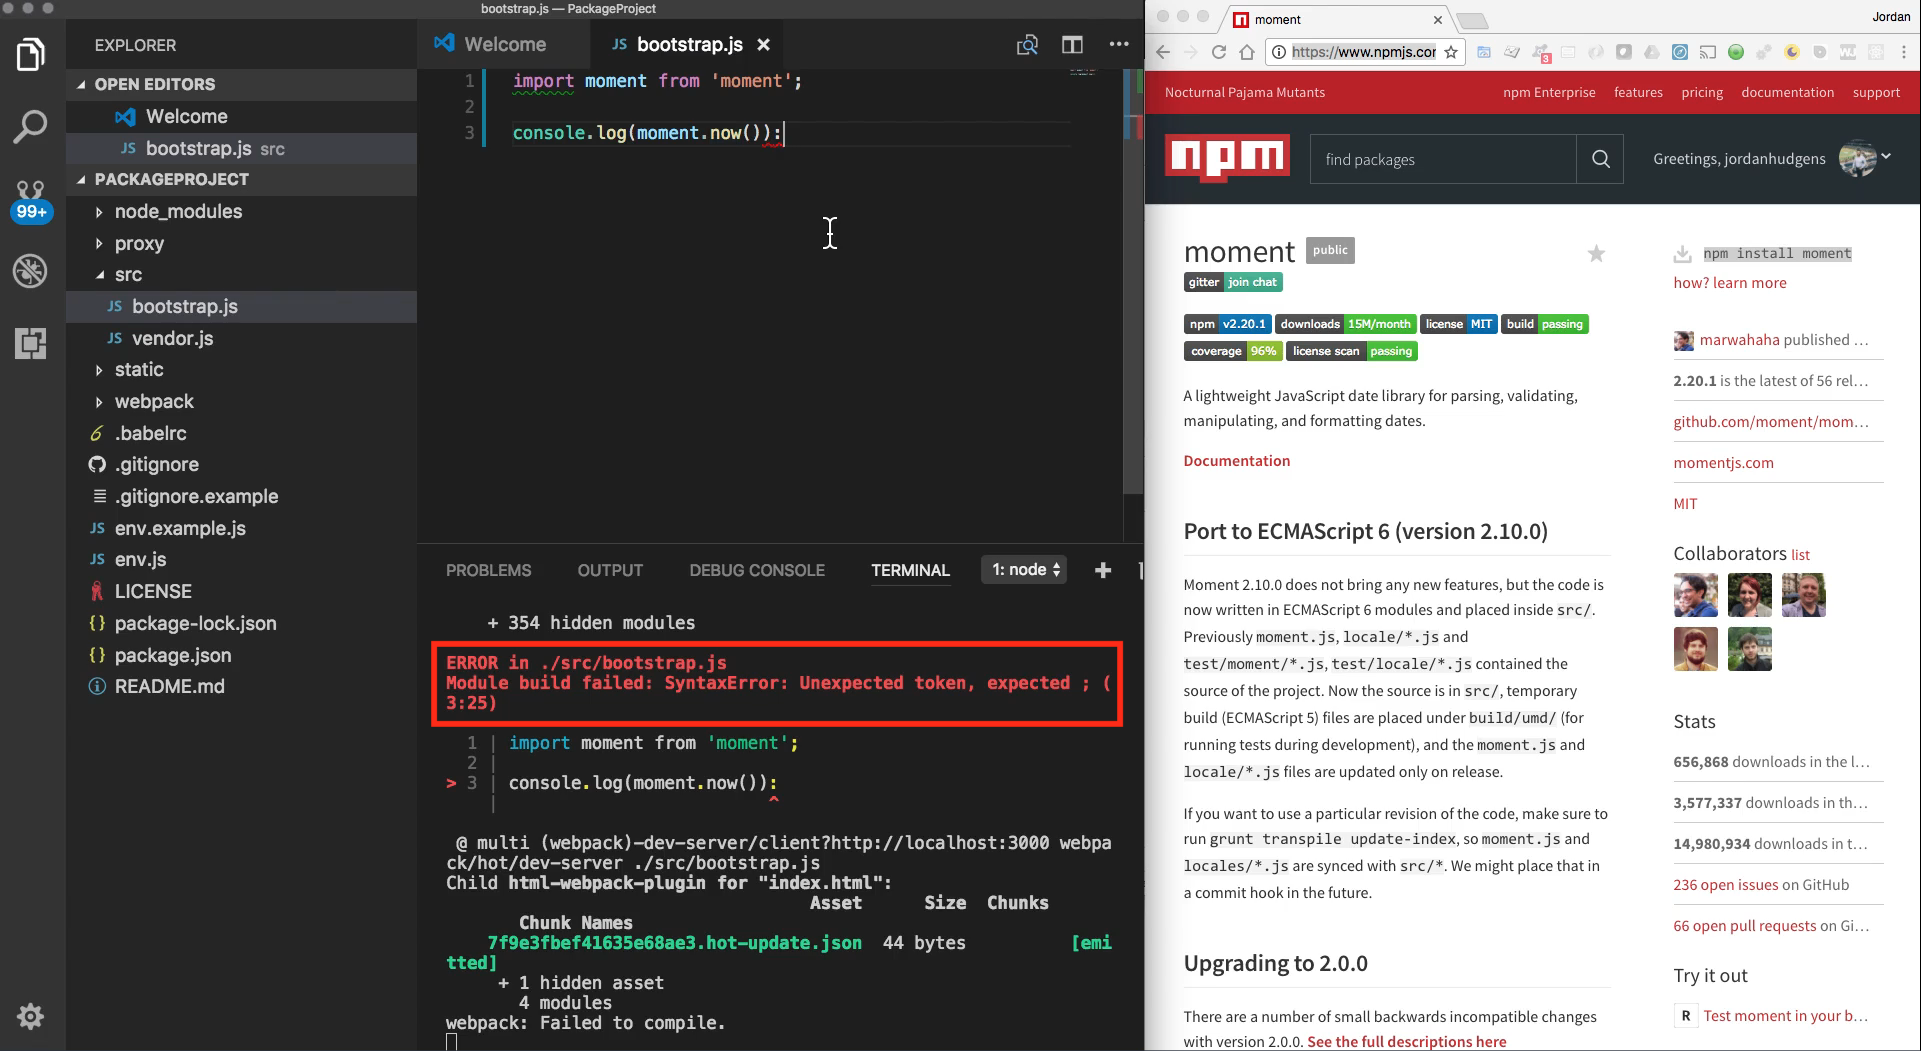 bootstrap.js — PackageProject
EXPLORER
OPEN EDITORS
Welcome
JS bootstrap.js src
PACKAGEPROJECT
node_modules
proxy
src
JS bootstrap.js
JS vendor.js
static
webpack
.babelrc
.gitignore
.gitignore.example
JS env.example.js
JS env.js
LICENSE
{} package-lock.json
{} package.json
README.md
99+
Welcome
JS bootstrap.js ×
1 import moment from 'moment';
2
3 console.log(moment.now()):
PROBLEMS OUTPUT DEBUG CONSOLE TERMINAL 1: node
+ 354 hidden modules
ERROR in ./src/bootstrap.js
Module build failed: SyntaxError: Unexpected token, expected ; (
3:25)
1 | import moment from 'moment';
2 |
> 3 | console.log(moment.now()):
| ^
@ multi (webpack)-dev-server/client?http://localhost:3000 webpa
ck/hot/dev-server ./src/bootstrap.js
Child html-webpack-plugin for "index.html":
Asset Size Chunks
Chunk Names
7f9e3fbef41635e68ae3.hot-update.json 44 bytes [emi
tted]
+ 1 hidden asset
4 modules
webpack: Failed to compile.
moment
Jordan
https://www.npmjs.cor
3
Nocturnal Pajama Mutants
npm Enterprise features pricing documentation support
npm
find packages
Greetings, jordanhudgens
moment public
gitter join chat
npm v2.20.1 downloads 15M/month license MIT build passing
coverage 96% license scan passing
A lightweight JavaScript date library for parsing, validating,
manipulating, and formatting dates.
Documentation
Port to ECMAScript 6 (version 2.10.0)
Moment 2.10.0 does not bring any new features, but the code is
now written in ECMAScript 6 modules and placed inside src/.
Previously moment.js, locale/*.js and
test/moment/*.js, test/locale/*.js contained the
source of the project. Now the source is in src/, temporary
build (ECMAScript 5) files are placed under build/umd/ (for
running tests during development), and the moment.js and
locale/*.js files are updated only on release.
If you want to use a particular revision of the code, make sure to
run grunt transpile update-index, so moment.js and
locales/*.js are synced with src/*. We might place that in
a commit hook in the future.
Upgrading to 2.0.0
There are a number of small backwards incompatible changes
with version 2.0.0. See the full descriptions here
npm install moment
how? learn more
marwahaha published ...
2.20.1 is the latest of 56 rel...
github.com/moment/mom...
momentjs.com
MIT
Collaborators list
Stats
656,868 downloads in the l...
3,577,337 downloads in th...
14,980,934 downloads in t...
236 open issues on GitHub
66 open pull requests on Gi...
Try it out
R Test moment in your b...